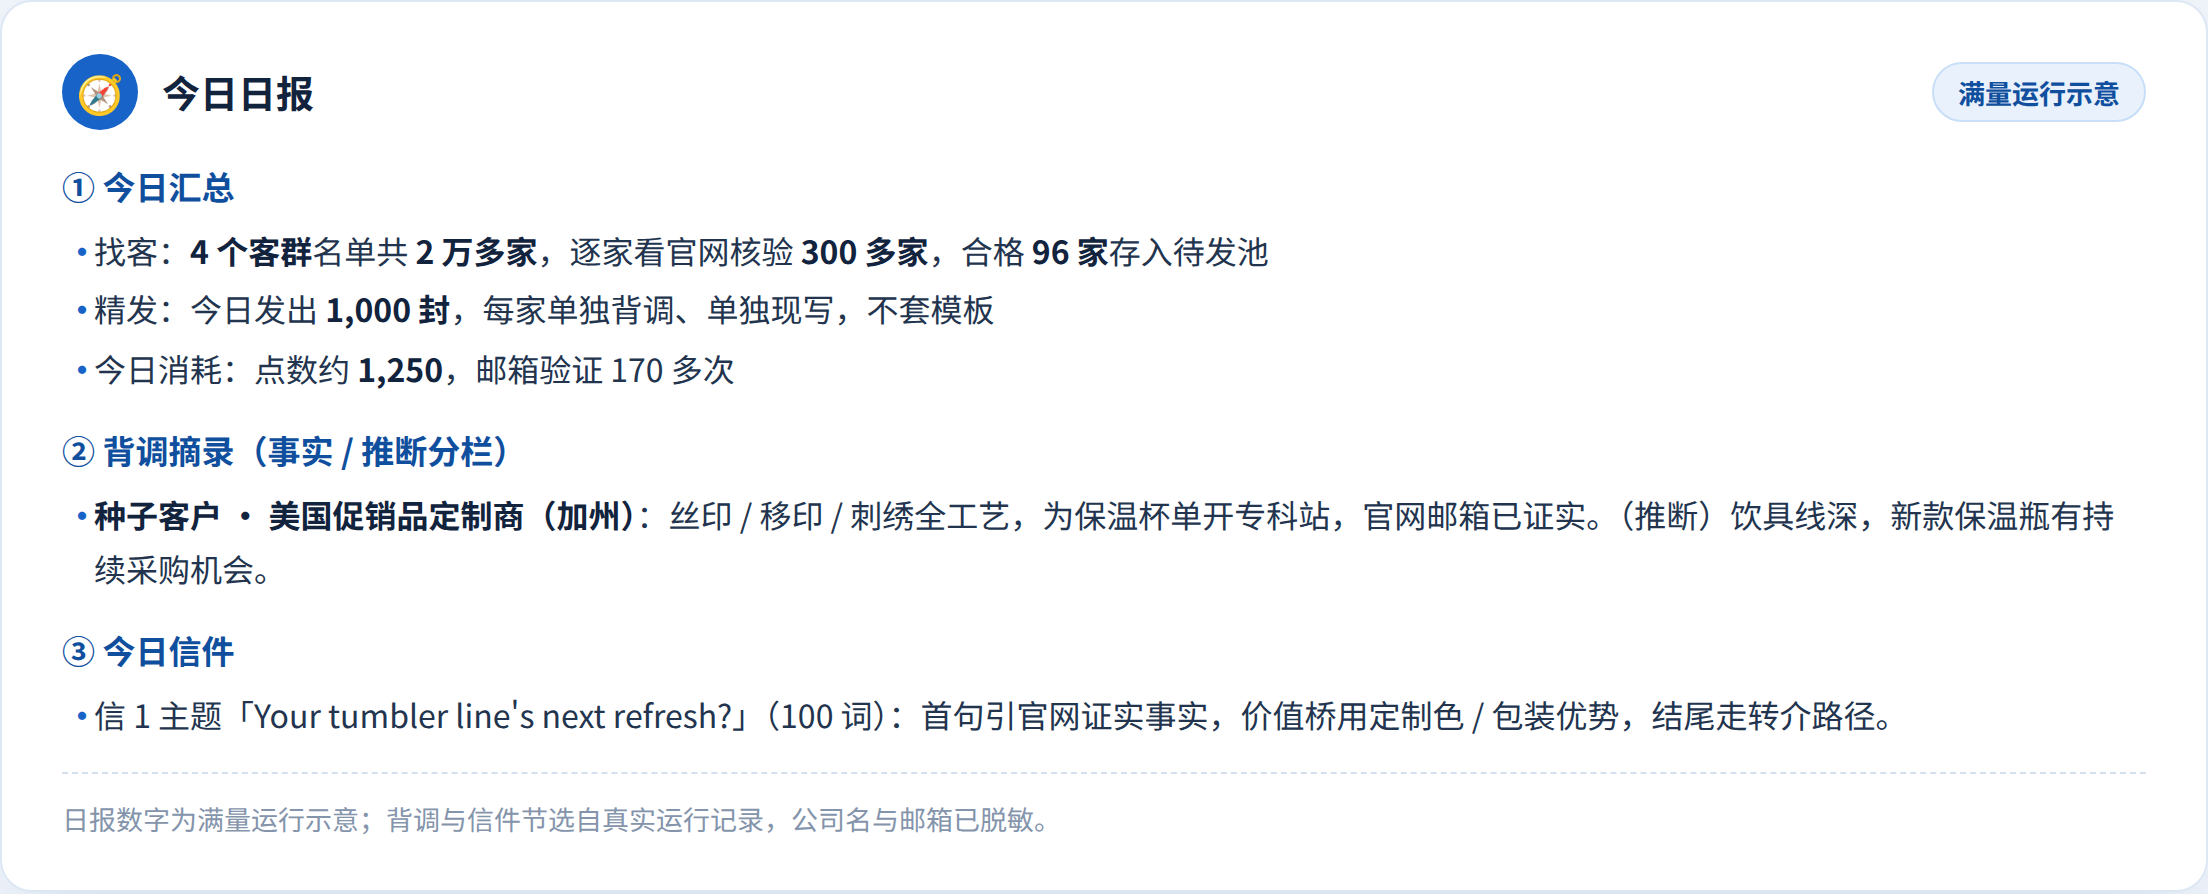 今日日报
满量运行示意
① 今日汇总
• 找客：4 个客群名单共 2 万多家，逐家看官网核验 300 多家，合格 96 家存入待发池
• 精发：今日发出 1,000 封，每家单独背调、单独现写，不套模板
• 今日消耗：点数约 1,250，邮箱验证 170 多次
② 背调摘录（事实 / 推断分栏）
• 种子客户 · 美国促销品定制商（加州）：丝印 / 移印 / 刺绣全工艺，为保温杯单开专科站，官网邮箱已证实。（推断）饮具线深，新款保温瓶有持
续采购机会。
③ 今日信件
• 信 1 主题「Your tumbler line's next refresh?」（100 词）：首句引官网证实事实，价值桥用定制色 / 包装优势，结尾走转介路径。
日报数字为满量运行示意；背调与信件节选自真实运行记录，公司名与邮箱已脱敏。